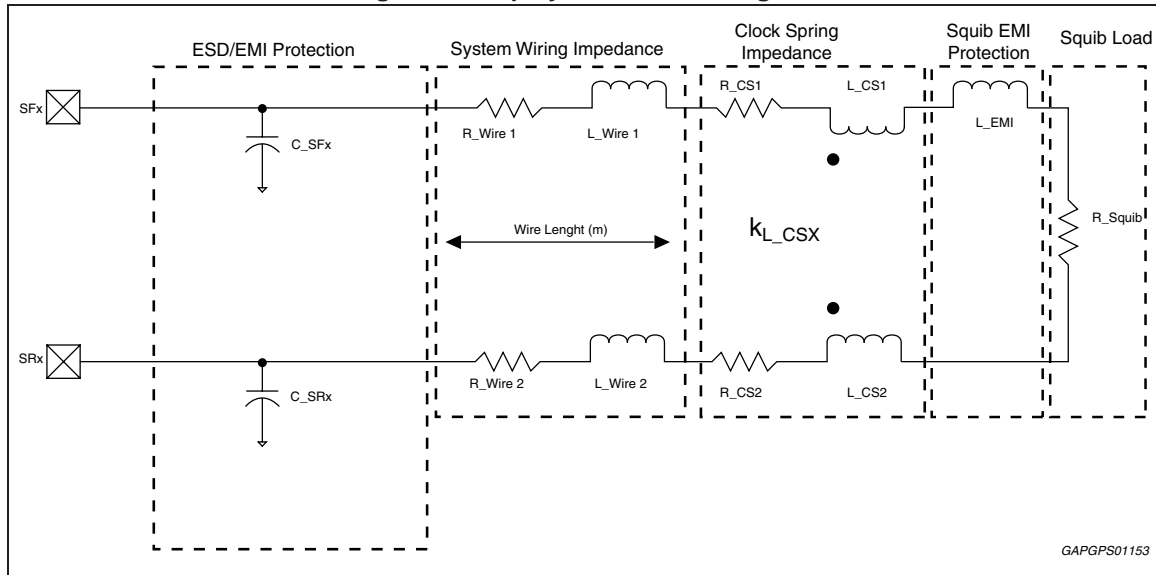 ESD/EMI Protection
System Wiring Impedance
Clock Spring
Impedance
Squib EMI
Protection
Squib Load
SFx
C_SFx
R_Wire 1
L_Wire 1
R_CS1
L_CS1
L_EMI
R_Squib
Wire Lenght (m)
kL_CSX
SRx
C_SRx
R_Wire 2
L_Wire 2
R_CS2
L_CS2
GAPGPS01153